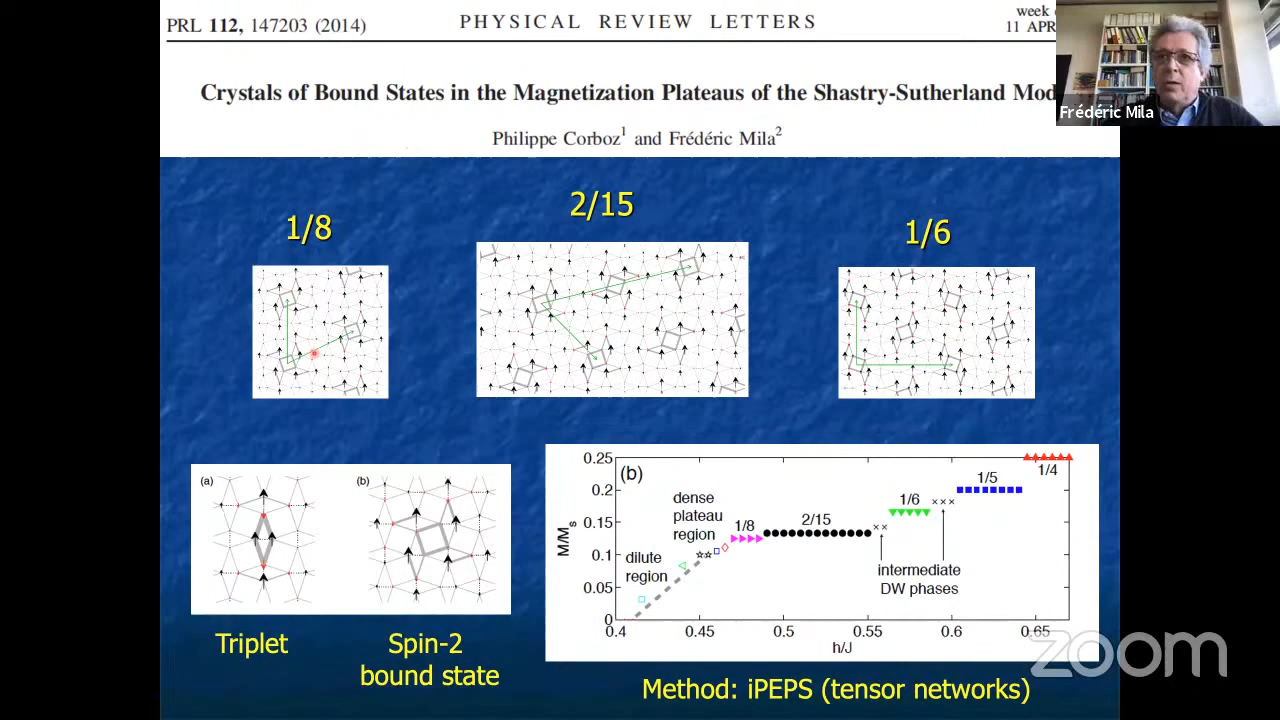 PRL 112, 147203 (2014)
PHYSICAL REVIEW LETTERS
week
11 APR
Frédéric Mila
Crystals of Bound States in the Magnetization Plateaus of the Shastry-Sutherland Mod
Philippe Corboz¹ and Frédéric Mila²
1/8
2/15
1/6
(a)
(b)
Triplet
Spin-2
bound state
(b)
M/Ms
0.25
0.2
0.15
0.1
0.05
0
dilute
region
dense
plateau
region
1/8
2/15
1/6
1/5
1/4
intermediate
DW phases
0.4
0.45
0.5
0.55
0.6
0.65
h/J
Method: iPEPS (tensor networks)
zoom